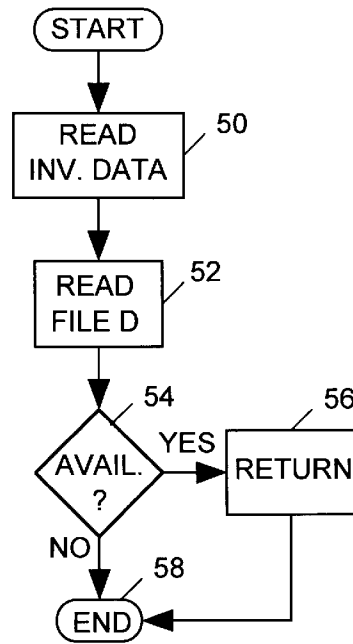 START
READ
INV. DATA
50
READ
FILE D
52
54
AVAIL.
?
YES
56
RETURN
NO
58
END